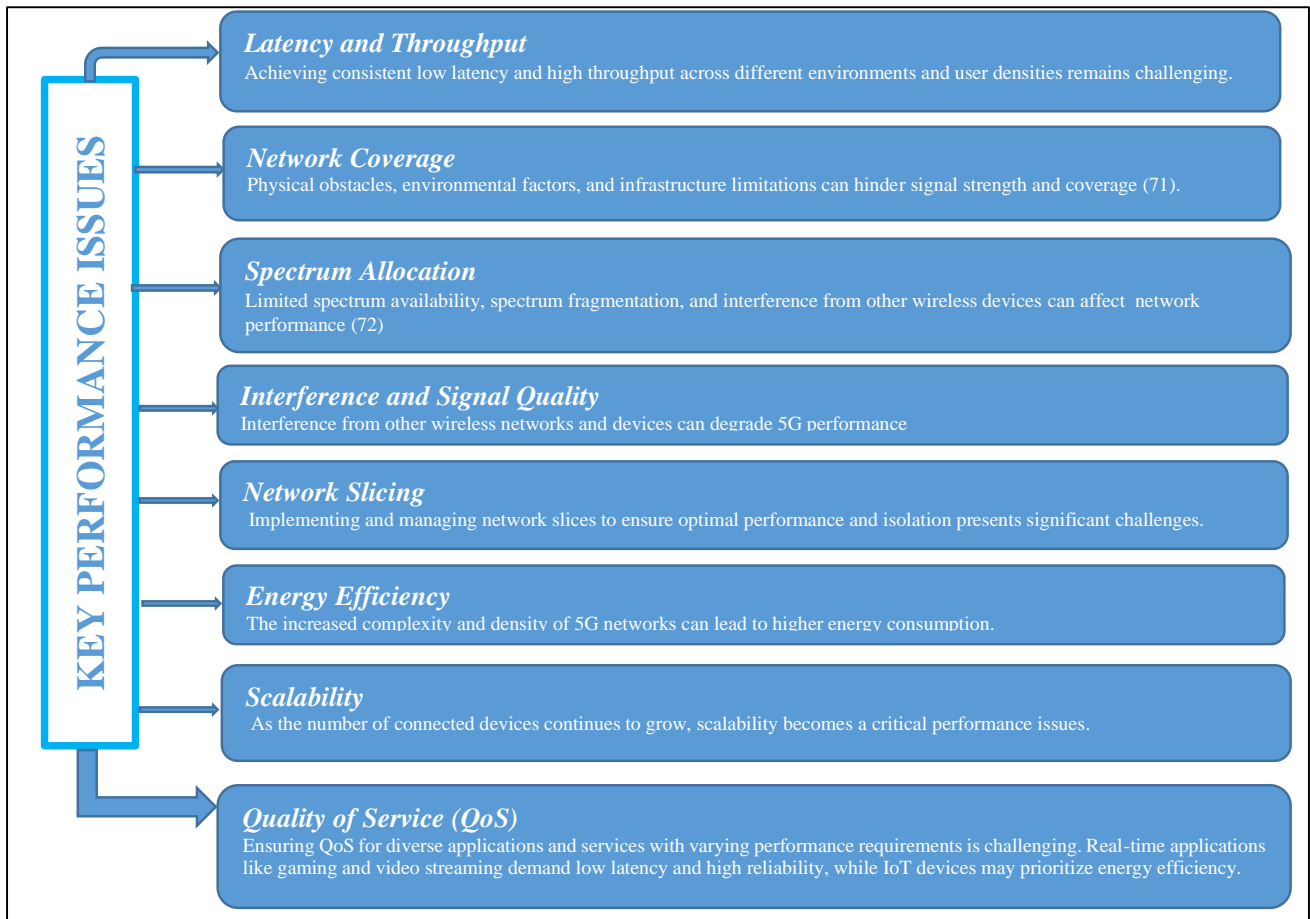 KEY PERFORMANCE ISSUES
Latency and Throughput
Achieving consistent low latency and high throughput across different environments and user densities remains challenging.
Network Coverage
Physical obstacles, environmental factors, and infrastructure limitations can hinder signal strength and coverage (71).
Spectrum Allocation
Limited spectrum availability, spectrum fragmentation, and interference from other wireless devices can affect network
performance (72)
Interference and Signal Quality
Interference from other wireless networks and devices can degrade 5G performance
Network Slicing
Implementing and managing network slices to ensure optimal performance and isolation presents significant challenges.
Energy Efficiency
The increased complexity and density of 5G networks can lead to higher energy consumption.
Scalability
As the number of connected devices continues to grow, scalability becomes a critical performance issues.
Quality of Service (QoS)
Ensuring QoS for diverse applications and services with varying performance requirements is challenging. Real-time applications
like gaming and video streaming demand low latency and high reliability, while IoT devices may prioritize energy efficiency.